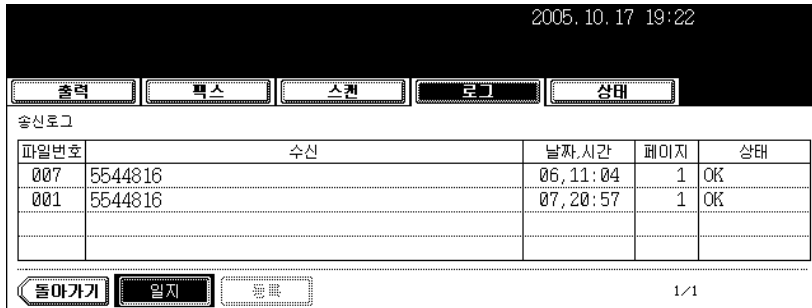 2005.10.17 19:22
출력 팩스 스캔 로그 상태
송신로그
파일번호 수신 날짜,시간 페이지 상태
007 5544816 06,11:04 1 OK
001 5544816 07,20:57 1 OK
돌아가기 일지 등록 1/1